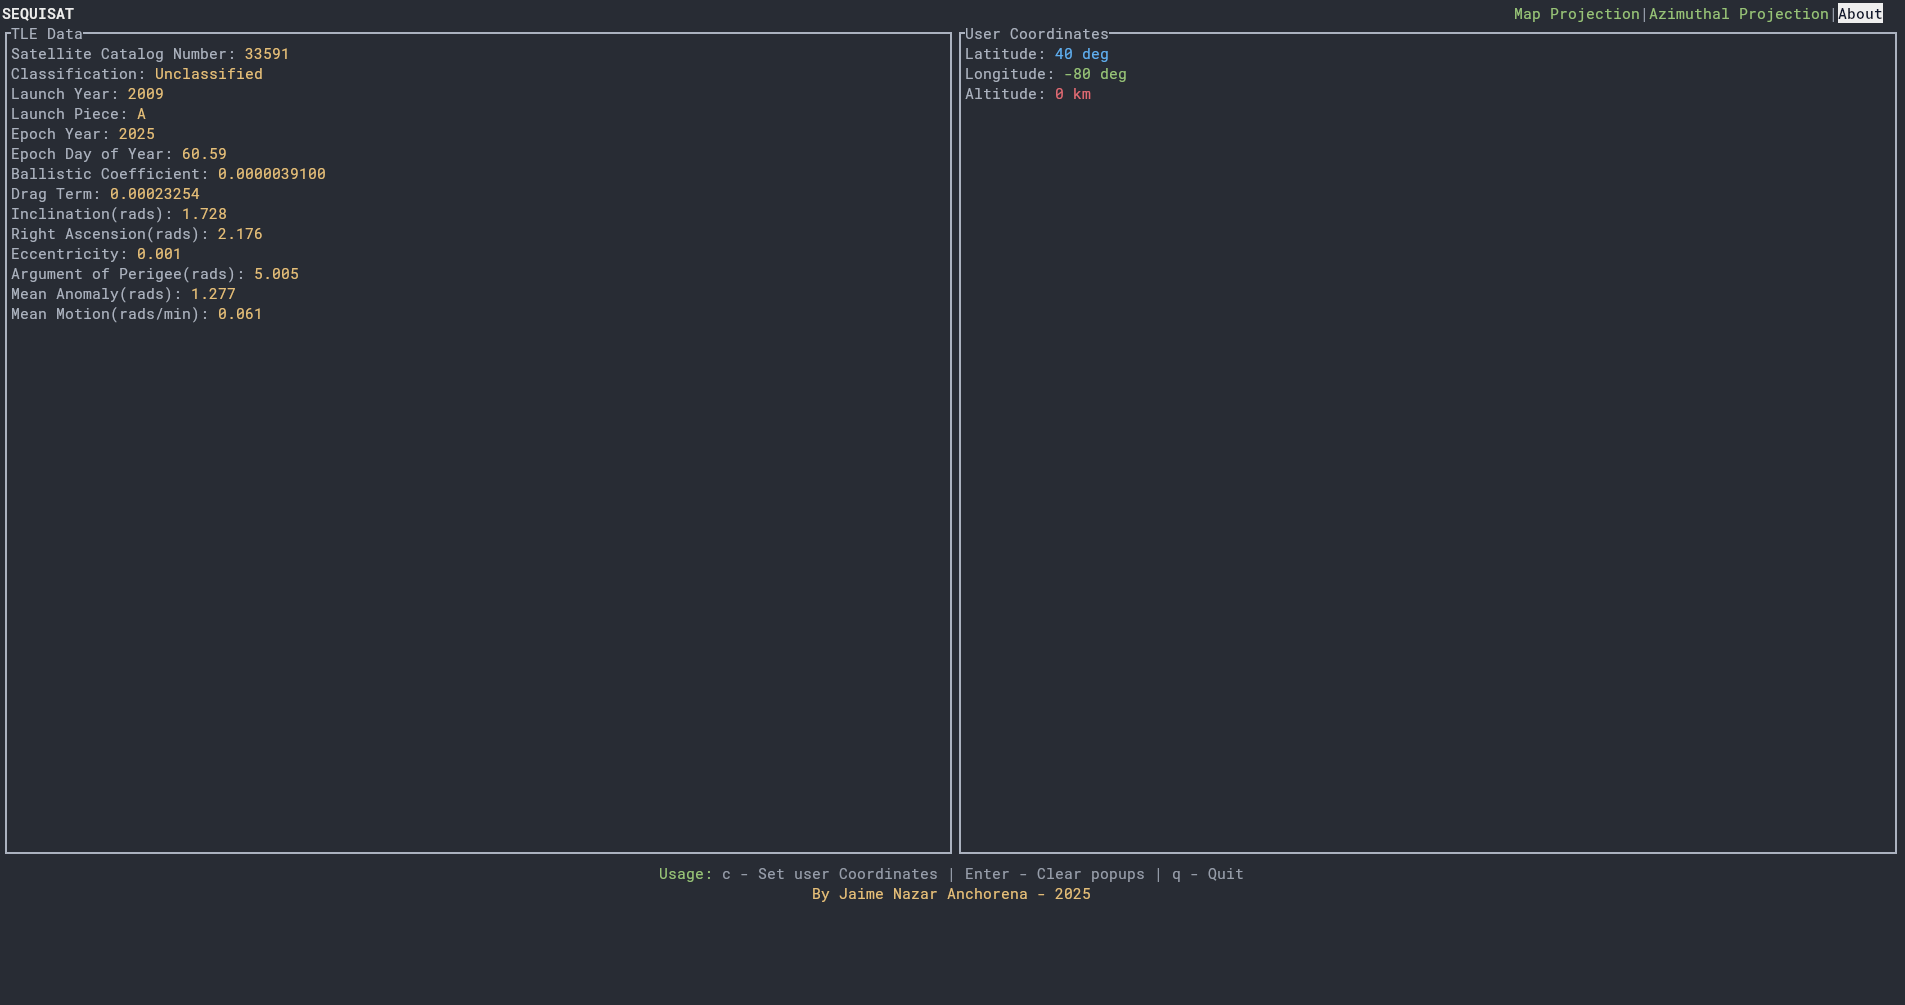 SEQUISAT
Map Projection|Azimuthal Projection|About
TLE Data
Satellite Catalog Number: 33591
Classification: Unclassified
Launch Year: 2009
Launch Piece: A
Epoch Year: 2025
Epoch Day of Year: 60.59
Ballistic Coefficient: 0.0000039100
Drag Term: 0.00023254
Inclination(rads): 1.728
Right Ascension(rads): 2.176
Eccentricity: 0.001
Argument of Perigee(rads): 5.005
Mean Anomaly(rads): 1.277
Mean Motion(rads/min): 0.061
User Coordinates
Latitude: 40 deg
Longitude: -80 deg
Altitude: 0 km
Usage: c - Set user Coordinates | Enter - Clear popups | q - Quit
By Jaime Nazar Anchorena - 2025